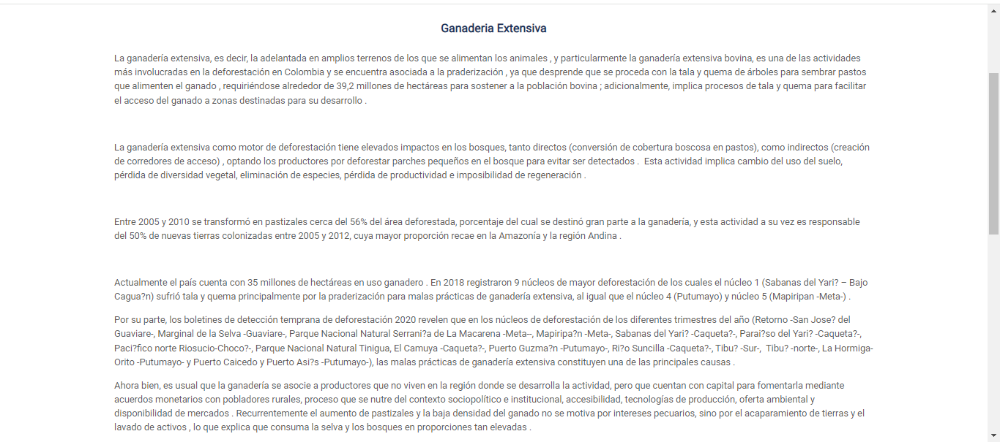 Ganaderia Extensiva
La ganadería extensiva, es decir, la adelantada en amplios terrenos de los que se alimentan los animales , y particularmente la ganadería extensiva bovina, es una de las actividades
más involucradas en la deforestación en Colombia y se encuentra asociada a la praderización , ya que desprende que se proceda con la tala y quema de árboles para sembrar pastos
que alimenten el ganado , requiriéndose alrededor de 39,2 millones de hectáreas para sostener a la población bovina ; adicionalmente, implica procesos de tala y quema para facilitar
el acceso del ganado a zonas destinadas para su desarrollo .
La ganadería extensiva como motor de deforestación tiene elevados impactos en los bosques, tanto directos (conversión de cobertura boscosa en pastos), como indirectos (creación
de corredores de acceso) , optando los productores por deforestar parches pequeños en el bosque para evitar ser detectados .  Esta actividad implica cambio del uso del suelo,
pérdida de diversidad vegetal, eliminación de especies, pérdida de productividad e imposibilidad de regeneración .
Entre 2005 y 2010 se transformó en pastizales cerca del 56% del área deforestada, porcentaje del cual se destinó gran parte a la ganadería, y esta actividad a su vez es responsable
del 50% de nuevas tierras colonizadas entre 2005 y 2012, cuya mayor proporción recae en la Amazonía y la región Andina .
Actualmente el país cuenta con 35 millones de hectáreas en uso ganadero . En 2018 registraron 9 núcleos de mayor deforestación de los cuales el núcleo 1 (Sabanas del Yari? – Bajo
Cagua?n) sufrió tala y quema principalmente por la praderización para malas prácticas de ganadería extensiva, al igual que el núcleo 4 (Putumayo) y núcleo 5 (Mapiripan -Meta-) .
Por su parte, los boletines de detección temprana de deforestación 2020 revelen que en los núcleos de deforestación de los diferentes trimestres del año (Retorno -San Jose? del
Guaviare-, Marginal de la Selva -Guaviare-, Parque Nacional Natural Serrani?a de La Macarena -Meta--, Mapiripa?n -Meta-, Sabanas del Yari? -Caqueta?-, Parai?so del Yari? -Caqueta?-,
Paci?fico norte Riosucio-Choco?-, Parque Nacional Natural Tinigua, El Camuya -Caqueta?-, Puerto Guzma?n -Putumayo-, Ri?o Suncilla -Caqueta?-, Tibu? -Sur-,  Tibu? -norte-, La Hormiga-
Orito -Putumayo- y Puerto Caicedo y Puerto Asi?s -Putumayo-), las malas prácticas de ganadería extensiva constituyen una de las principales causas .
Ahora bien, es usual que la ganadería se asocie a productores que no viven en la región donde se desarrolla la actividad, pero que cuentan con capital para fomentarla mediante
acuerdos monetarios con pobladores rurales, proceso que se nutre del contexto sociopolítico e institucional, accesibilidad, tecnologías de producción, oferta ambiental y
disponibilidad de mercados . Recurrentemente el aumento de pastizales y la baja densidad del ganado no se motiva por intereses pecuarios, sino por el acaparamiento de tierras y el
lavado de activos , lo que explica que consuma la selva y los bosques en proporciones tan elevadas .